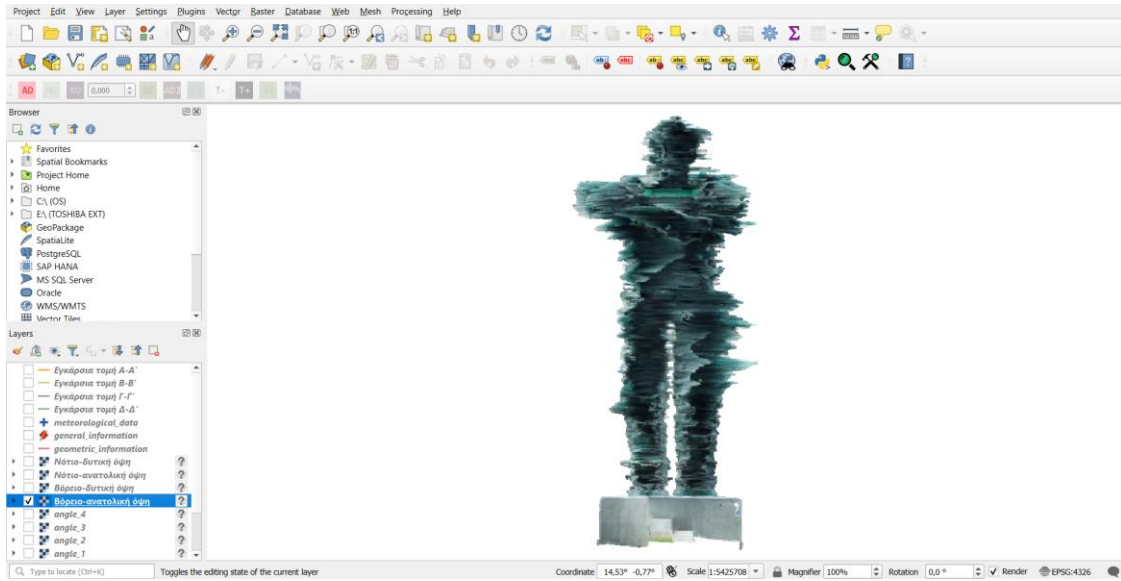 Project Edit View Layer Settings Plugins Vector Raster Database Web Mesh Processing Help
AD 0,000 AD3 T- T+
Browser
Favorites
Spatial Bookmarks
Project Home
Home
C:\ (OS)
E:\ (TOSHIBA EXT)
GeoPackage
SpatiaLite
PostgreSQL
SAP HANA
MS SQL Server
Oracle
WMS/WMTS
Vector Tiles
Layers
Εγκάρσια τομή Α-Α'
Εγκάρσια τομή Β-Β'
Εγκάρσια τομή Γ-Γ'
Εγκάρσια τομή Δ-Δ'
meteorological_data
general_information
geometric_information
Νότιο-δυτική όψη ?
Νότιο-ανατολική όψη ?
Βόρειο-δυτική όψη ?
Βόρειο-ανατολική όψη ?
angle_4 ?
angle_3 ?
angle_2 ?
angle_1 ?
Type to locate (Ctrl+K) Toggles the editing state of the current layer Coordinate 14,53° -0,77° Scale 1:5425708 Magnifier 100% Rotation 0,0 ° Render EPSG:4326